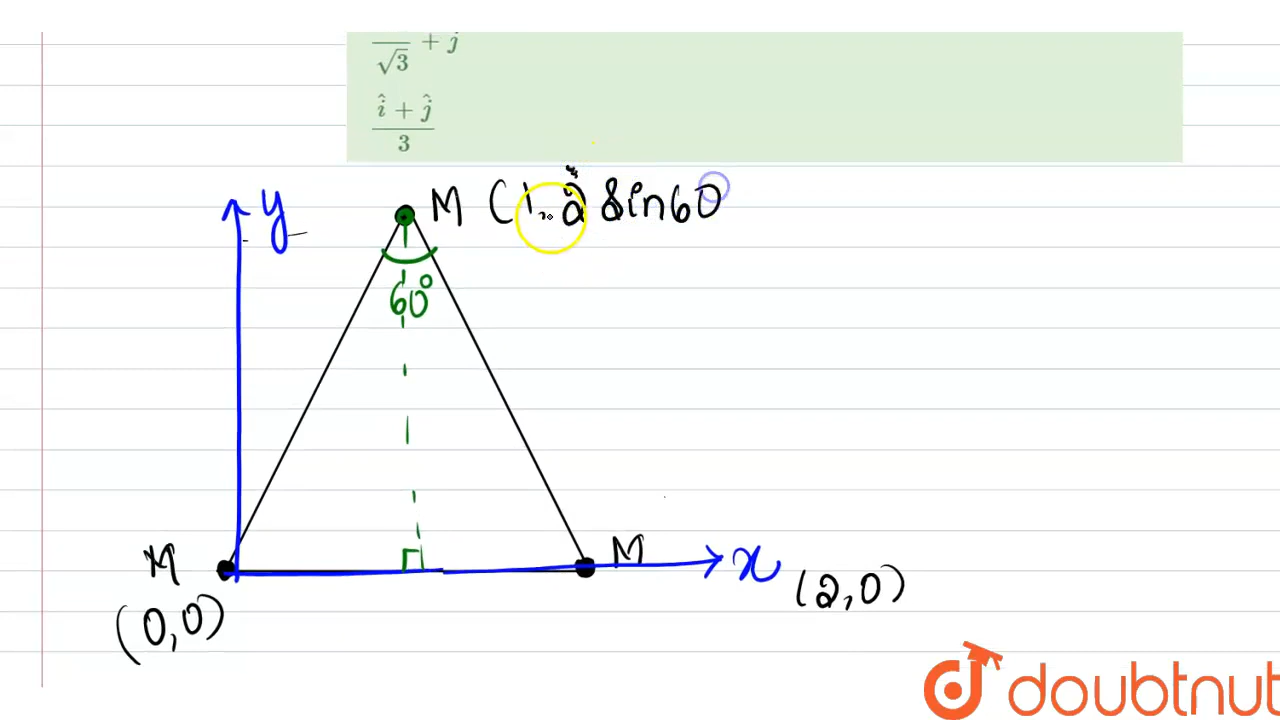 √3 + ĵ
î + ĵ
3
y
M (1, 2 Sin60
60°
M
M
x
(2,0)
(0,0)
doubtnut